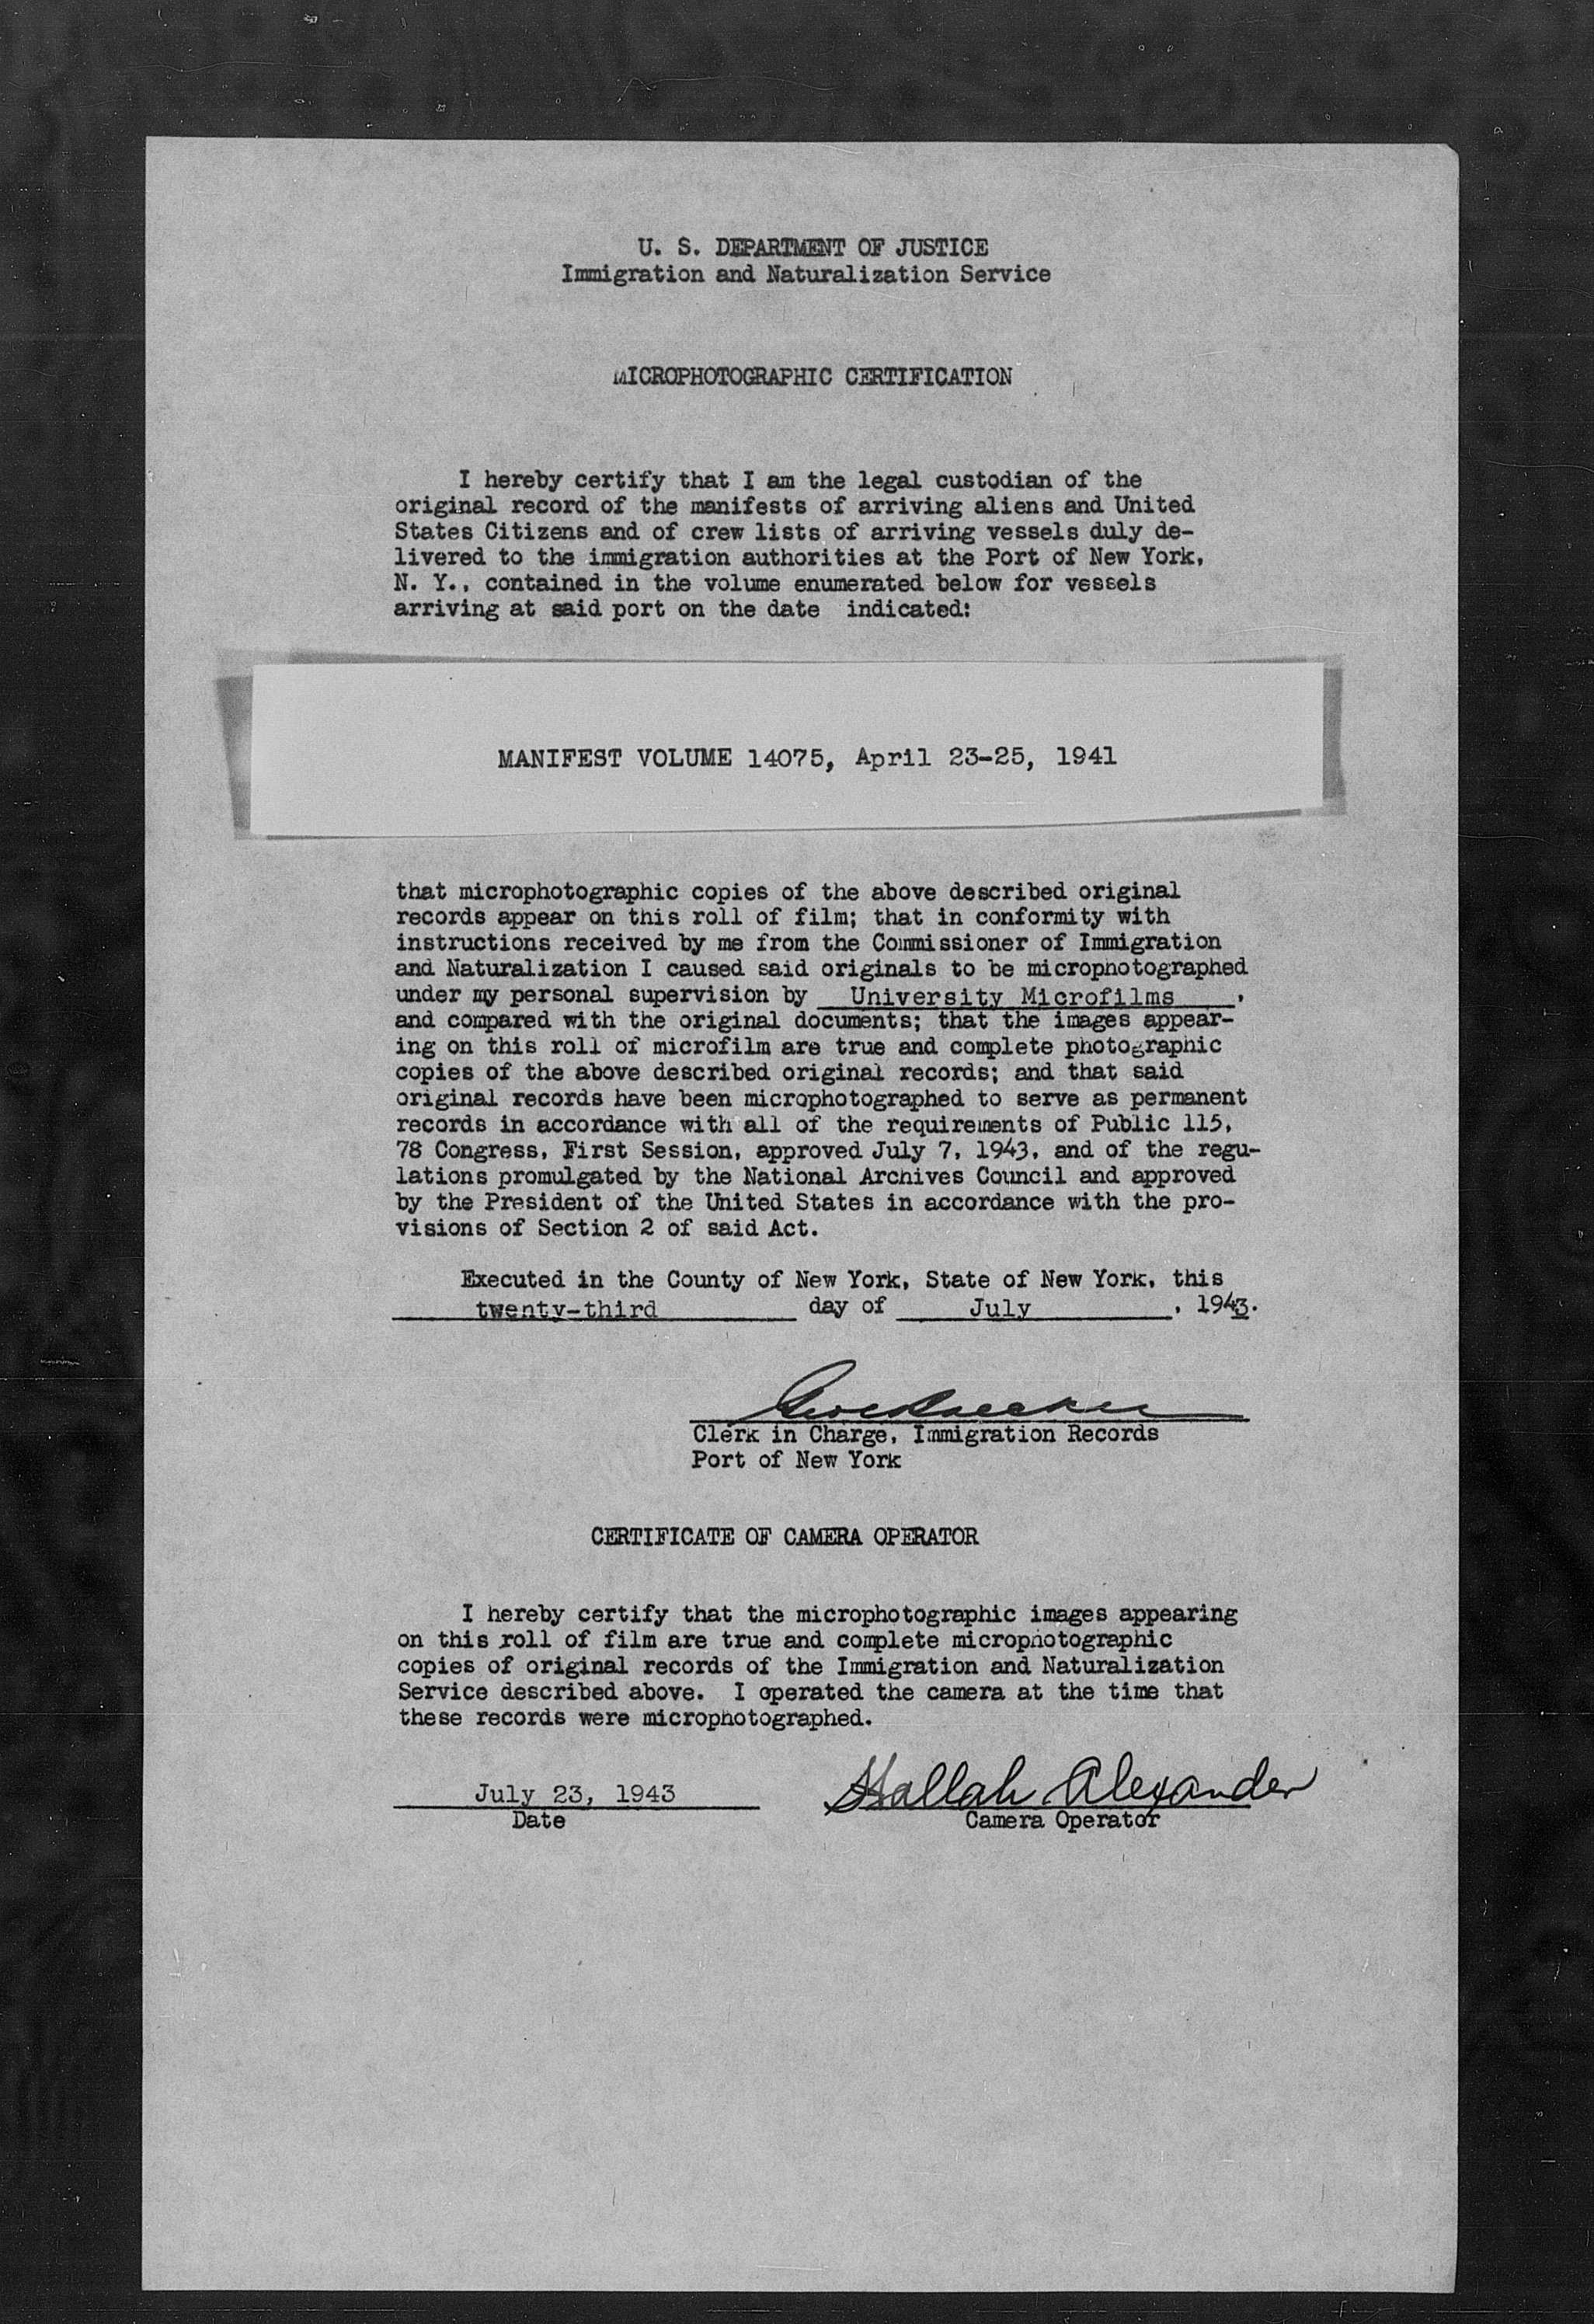 U. S. DEPARTMENT OF JUSTICE
Immigration and Naturalization Service
MICROPHOTOGRAPHIC CERTIFICATION
I hereby certify that I am the legal custodian of the
original record of the manifests of arriving aliens and United
States Citizens and of crew lists of arriving vessels duly de-
livered to the immigration authorities at the Port of New York,
N. Y., contained in the volume enumerated below for vessels
arriving at said port on the date indicated:
MANIFEST VOLUME 14075, April 23-25, 1941
that microphotographic copies of the above described original
records appear on this roll of film; that in conformity with
instructions received by me from the Commissioner of Immigration
and Naturalization I caused said originals to be microphotographed
under my personal supervision by University Microfilms,
and compared with the original documents; that the images appear-
ing on this roll of microfilm are true and complete photographic
copies of the above described original records; and that said
original records have been microphotographed to serve as permanent
records in accordance with all of the requirements of Public 115,
78 Congress, First Session, approved July 7, 1943, and of the regu-
lations promulgated by the National Archives Council and approved
by the President of the United States in accordance with the pro-
visions of Section 2 of said Act.
Executed in the County of New York, State of New York, this
twenty-third day of July, 1943.
Clerk in Charge, Immigration Records
Port of New York
CERTIFICATE OF CAMERA OPERATOR
I hereby certify that the microphotographic images appearing
on this roll of film are true and complete microphotographic
copies of original records of the Immigration and Naturalization
Service described above. I operated the camera at the time that
these records were microphotographed.
July 23, 1943 Hallah Alexander
Date Camera Operator